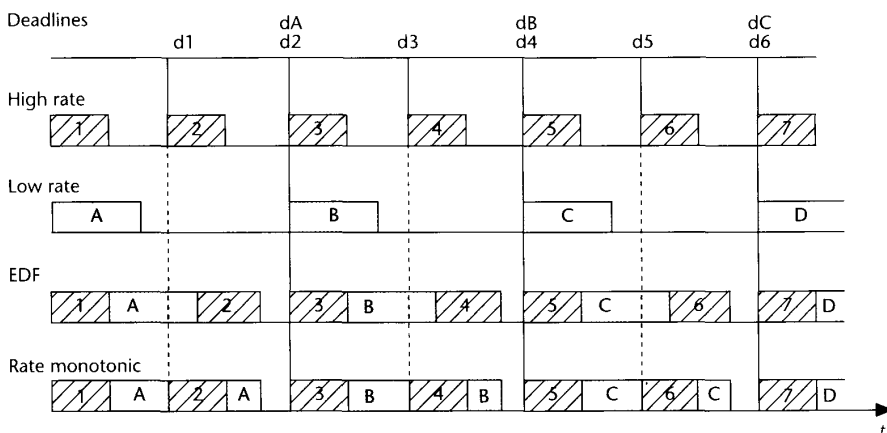 Deadlines
dA dB dC
d1 d2 d3 d4 d5 d6
High rate
1 2 3 4 5 6 7
Low rate
A B C D
EDF
1 A 2 3 B 4 5 C 6 7 D
Rate monotonic
1 A 2 A 3 B 4 B 5 C 6 C 7 D
t